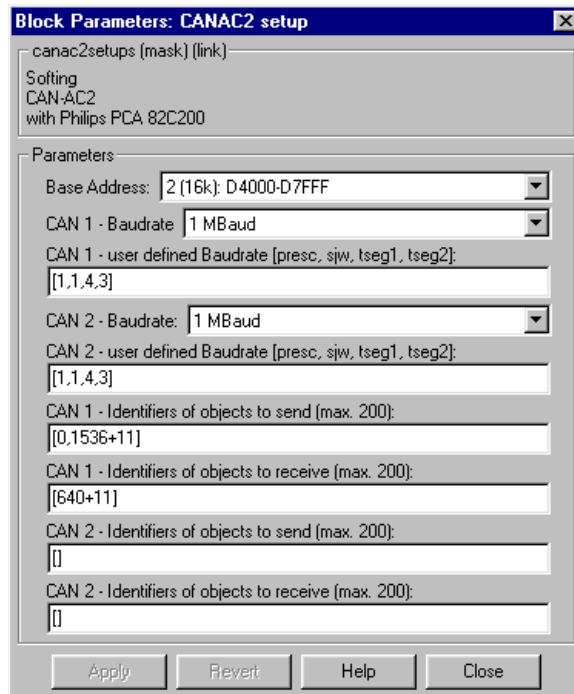 Block Parameters: CANAC2 setup
canac2setups (mask) (link)
Softing
CAN-AC2
with Philips PCA 82C200
Parameters
Base Address: 2 (16k): D4000-D7FFF
CAN 1 - Baudrate 1 MBaud
CAN 1 - user defined Baudrate [presc, sjw, tseg1, tseg2]:
[1,1,4,3]
CAN 2 - Baudrate: 1 MBaud
CAN 2 - user defined Baudrate [presc, sjw, tseg1, tseg2]:
[1,1,4,3]
CAN 1 - Identifiers of objects to send (max. 200):
[0,1536+11]
CAN 1 - Identifiers of objects to receive (max. 200):
[640+11]
CAN 2 - Identifiers of objects to send (max. 200):
[]
CAN 2 - Identifiers of objects to receive (max. 200):
[]
Apply Revert Help Close